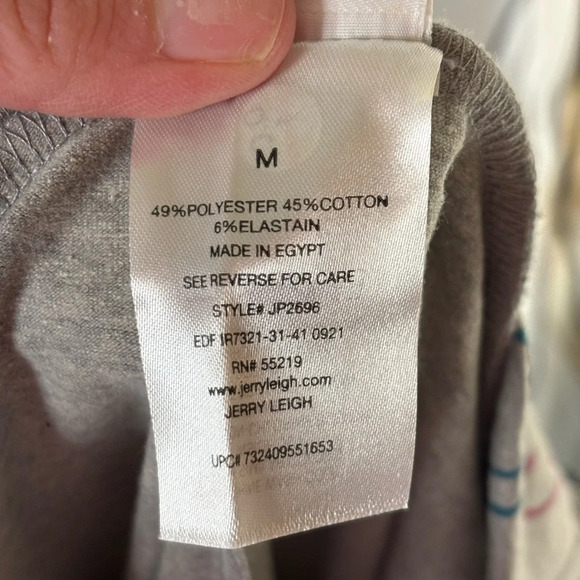 M
49%POLYESTER 45%COTTON
6%ELASTAIN
MADE IN EGYPT
SEE REVERSE FOR CARE
STYLE# JP2696
EDF IR7321-31-41 0921
RN# 55219
www.jerryleigh.com
JERRY LEIGH
UPC# 732409551653